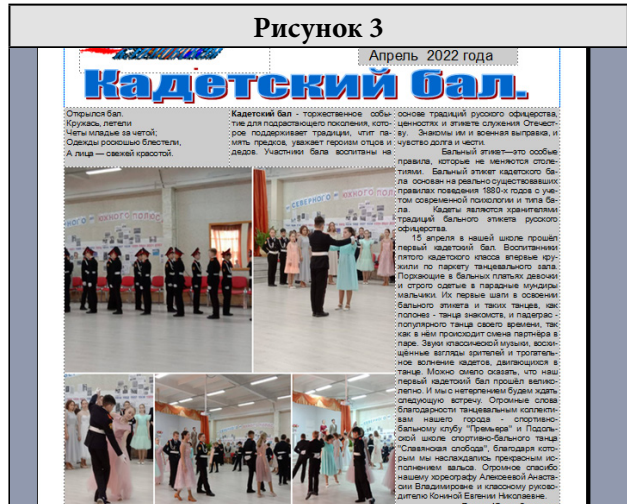 Рисунок 3
Апрель 2022 года
Кадетский бал.
Открылся бал.
Кружась, летели
Четы младые за четой;
Одежды роскошью блестели,
А лица — свежей красотой.
Кадетский бал - торжественное собы-
тие для подрастающего поколения, кото-
рое поддерживает традиции, чтит па-
мять предков, уважает героизм отцов и
дедов. Участники бала воспитаны на
основе традиций русского офицерства,
ценностях и этикете служения Отечест-
ву. Знакомы им и военная выправка, и
чувство долга и чести.
Бальный этикет—это особые
правила, которые не меняются столе-
тиями. Бальный этикет кадетского ба-
ла основан на реально существовавших
правилах поведения 1880-х годов с уче-
том современной психологии и типа ба-
ла. Кадеты являются хранителями
традиций бального этикета русского
офицерства.
15 апреля в нашей школе прошёл
первый кадетский бал. Воспитанники
пятого кадетского класса впервые кру-
жили по паркету танцевального зала.
Порхающие в бальных платьях девочки
и строго одетые в парадные мундиры
мальчики. Их первые шаги в освоении
бального этикета и таких танцев, как
полонез - танца знакомств, и падеграс -
популярного танца своего времени, так
как в нём происходит смена партнёра в
паре. Звуки классической музыки, восхи-
щённые взгляды зрителей и трогатель-
ное волнение кадетов, двигающихся в
танце. Можно смело сказать, что наш
первый кадетский бал прошёл велико-
лепно. И мы с нетерпением будем ждать
следующую встречу. Огромные слова
благодарности танцевальным коллекти-
вам нашего города - спортивно-
бальному клубу "Премьера" и Подоль-
ской школе спортивно-бального танца
"Славянская слобода", благодаря кото-
рым мы наслаждались прекрасным ис-
полнением вальса. Огромное спасибо
нашему хореографу Алексеевой Анаста-
сии Владимировне и классному руково-
дителю Кониной Евгении Николаевне.